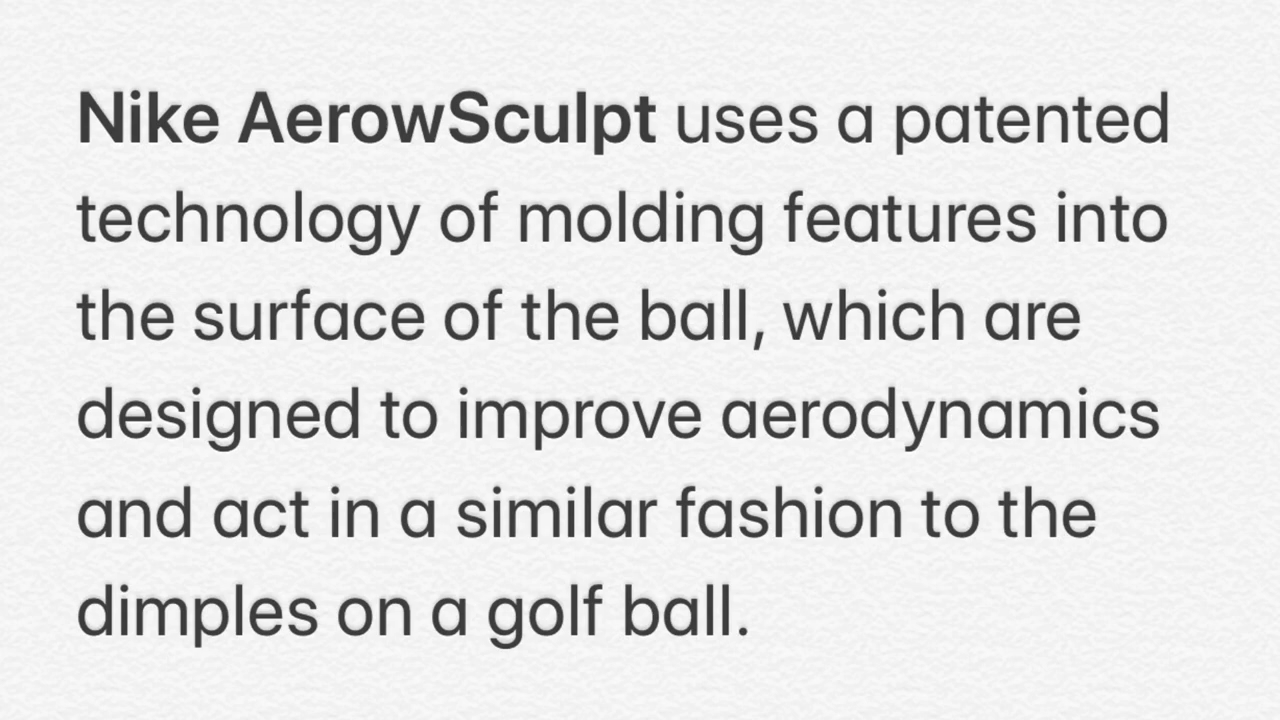 Nike AerowSculpt uses a patented
technology of molding features into
the surface of the ball, which are
designed to improve aerodynamics
and act in a similar fashion to the
dimples on a golf ball.